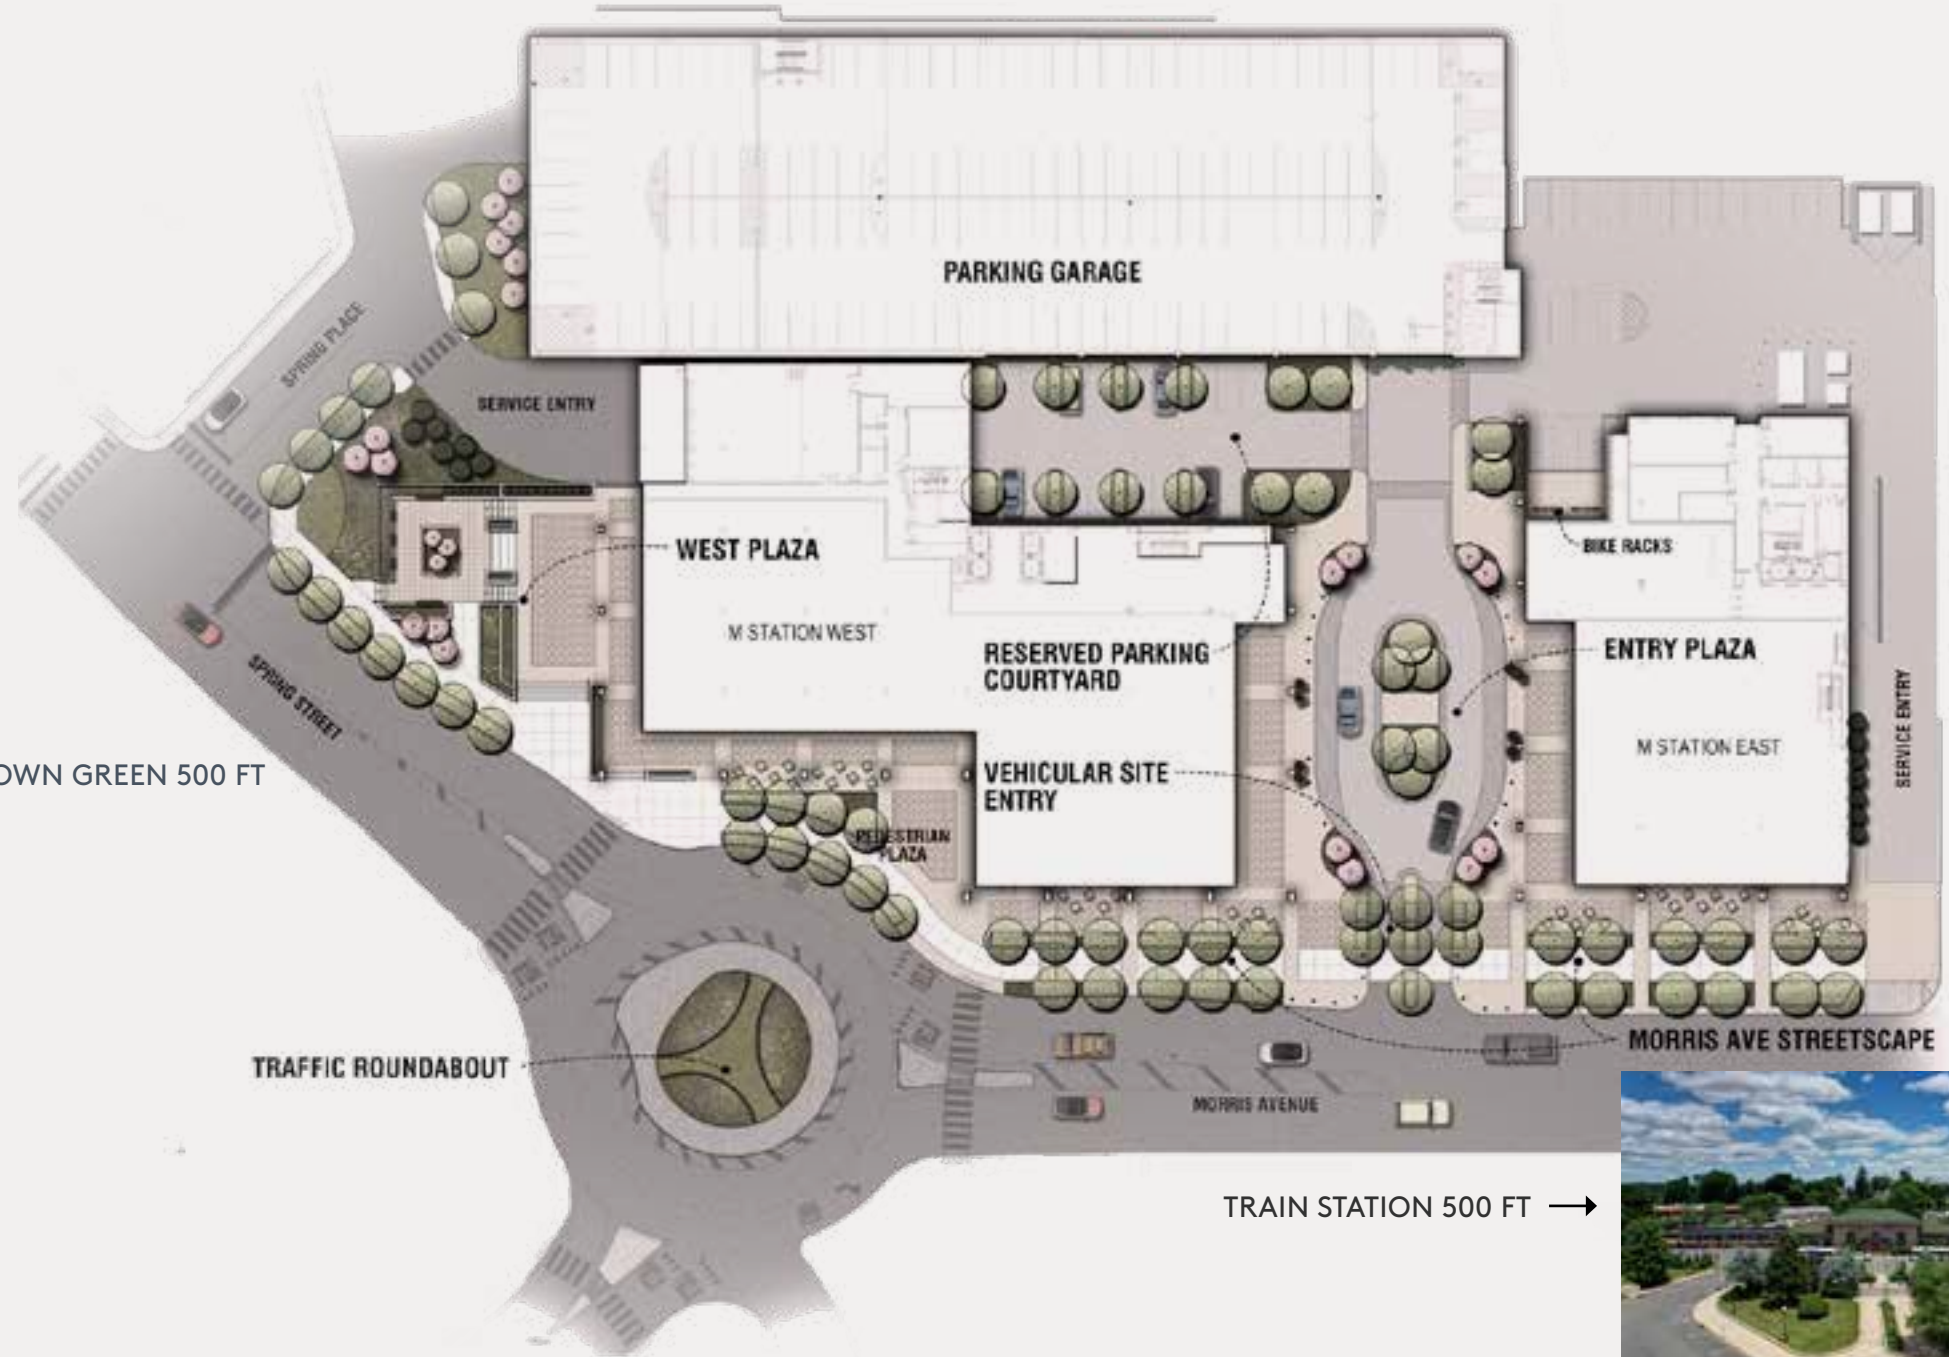 PARKING GARAGE
SPRING PLACE
SERVICE ENTRY
WEST PLAZA
BIKE RACKS
M STATION WEST
RESERVED PARKING
COURTYARD
ENTRY PLAZA
SPRING STREET
SERVICE ENTRY
M STATION EAST
OWN GREEN 500 FT
VEHICULAR SITE
ENTRY
PEDESTRIAN
PLAZA
TRAFFIC ROUNDABOUT
MORRIS AVE STREETSCAPE
MORRIS AVENUE
TRAIN STATION 500 FT